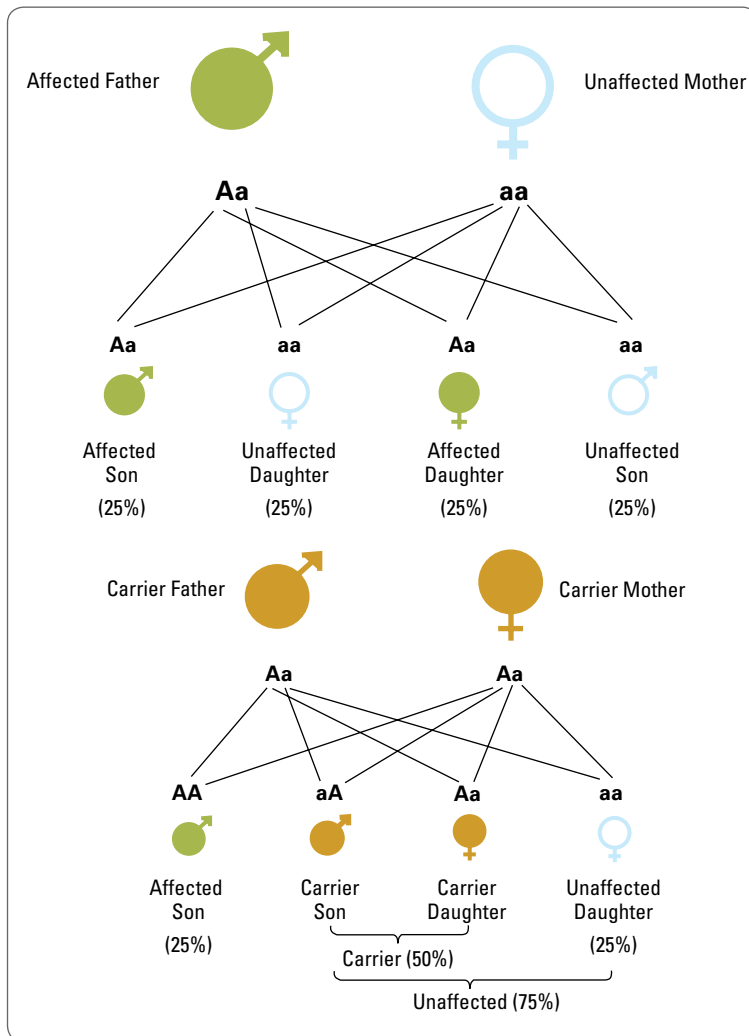 Affected Father
Unaffected Mother
Aa
aa
Aa
aa
Aa
aa
Affected
Son
(25%)
Unaffected
Daughter
(25%)
Affected
Daughter
(25%)
Unaffected
Son
(25%)
Carrier Father
Carrier Mother
Aa
Aa
AA
aA
Aa
aa
Affected
Son
(25%)
Carrier
Son
Carrier
Daughter
Unaffected
Daughter
(25%)
Carrier (50%)
Unaffected (75%)